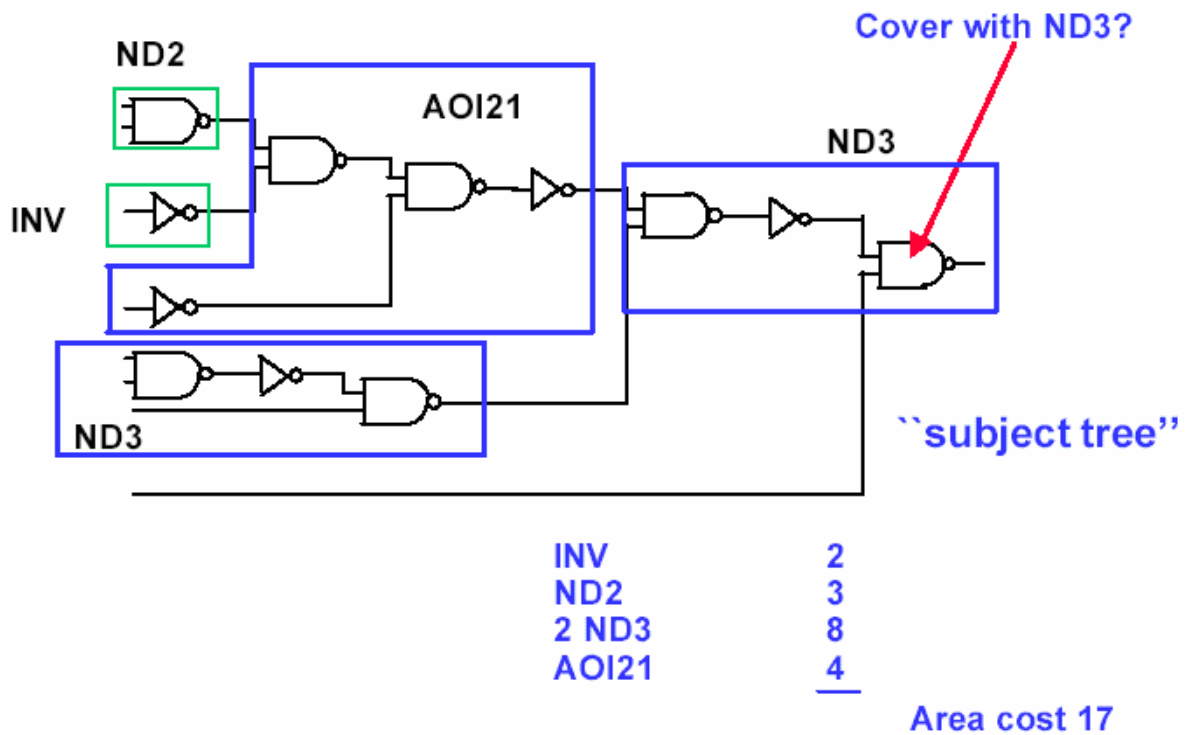 Cover with ND3?
ND2
AOI21
ND3
INV
ND3
``subject tree''
INV 2
ND2 3
2 ND3 8
AOI21 4
Area cost 17